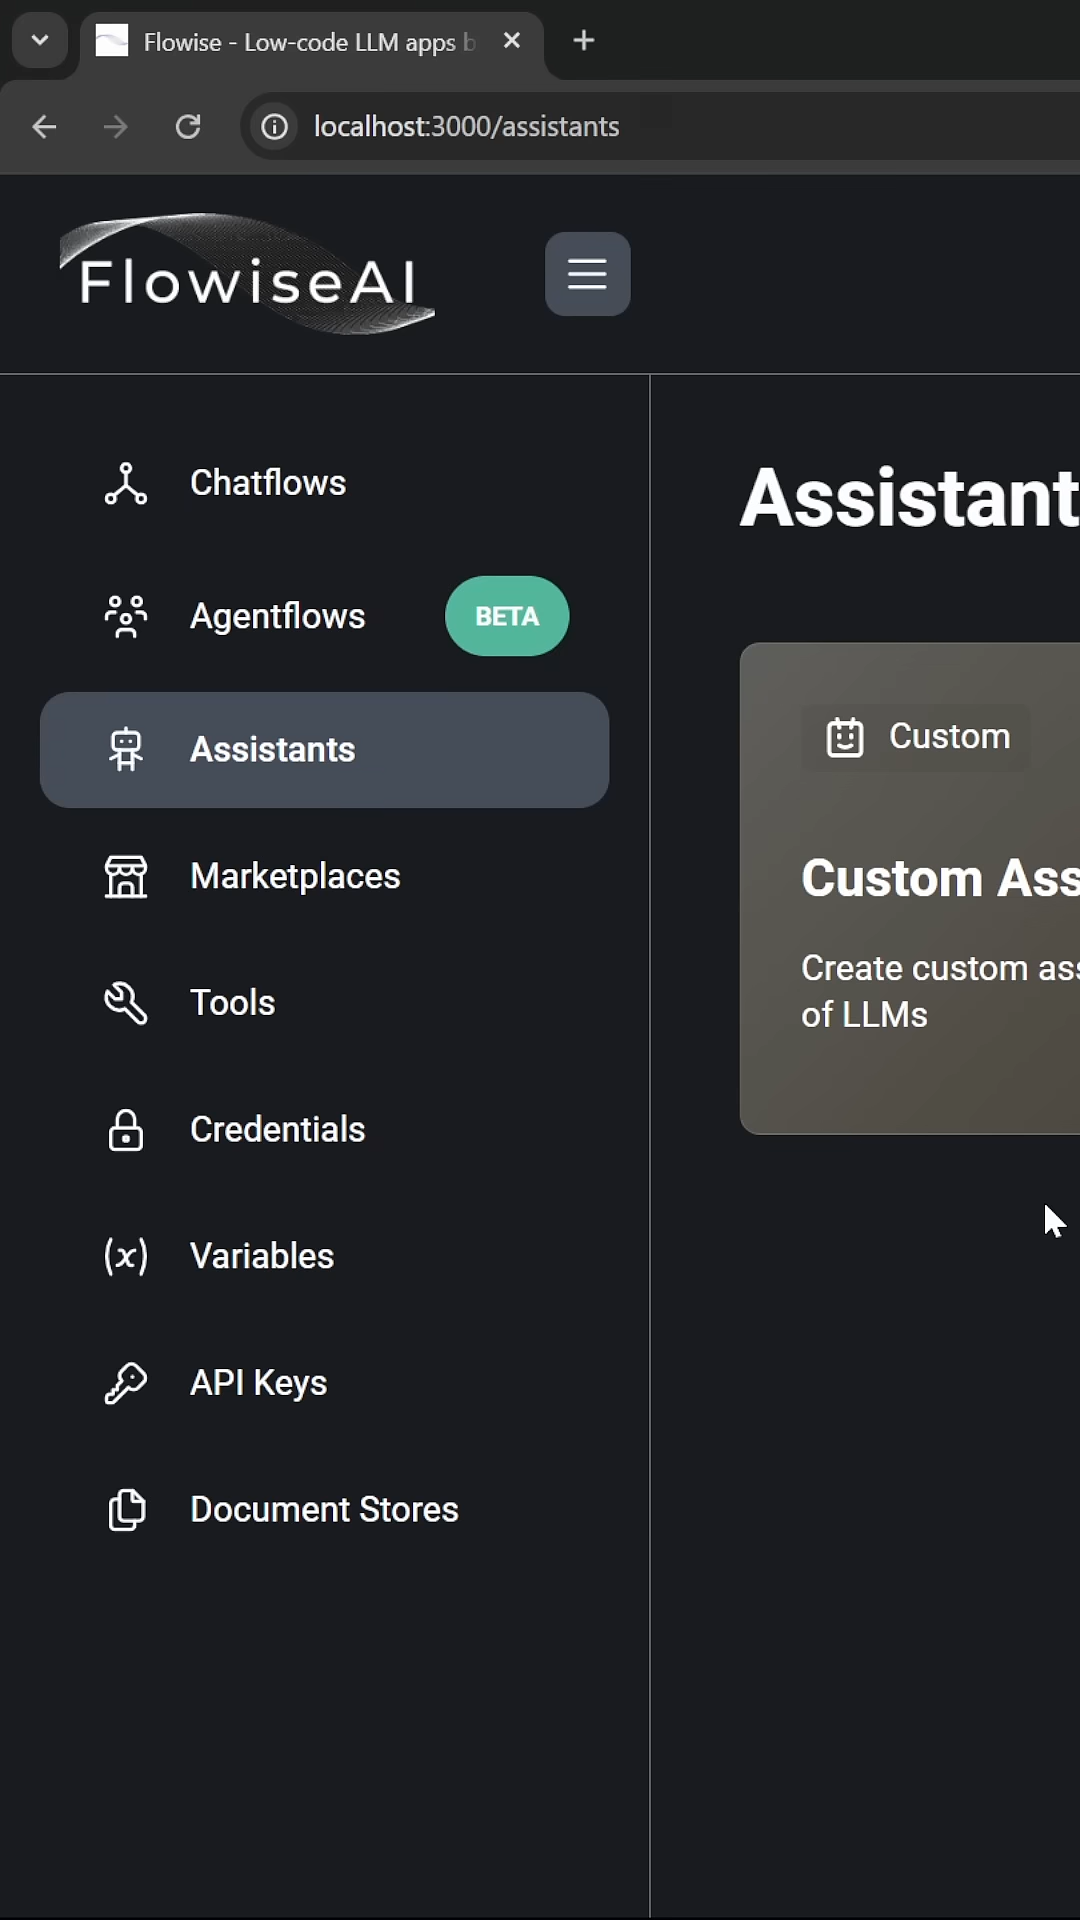 Flowise - Low-code LLM apps b
localhost:3000/assistants
FlowiseAI
Chatflows
Agentflows
BETA
Assistants
Marketplaces
Tools
Credentials
(x) Variables
API Keys
Document Stores
Assistant
Custom
Custom Ass
Create custom ass
of LLMs